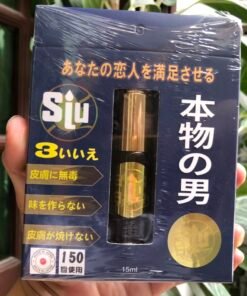 あなたの恋人を満足させる
Siu
本物の男
3いいえ
皮膚に無毒
味を作らない
皮膚が焼けない
150
使用
15ml